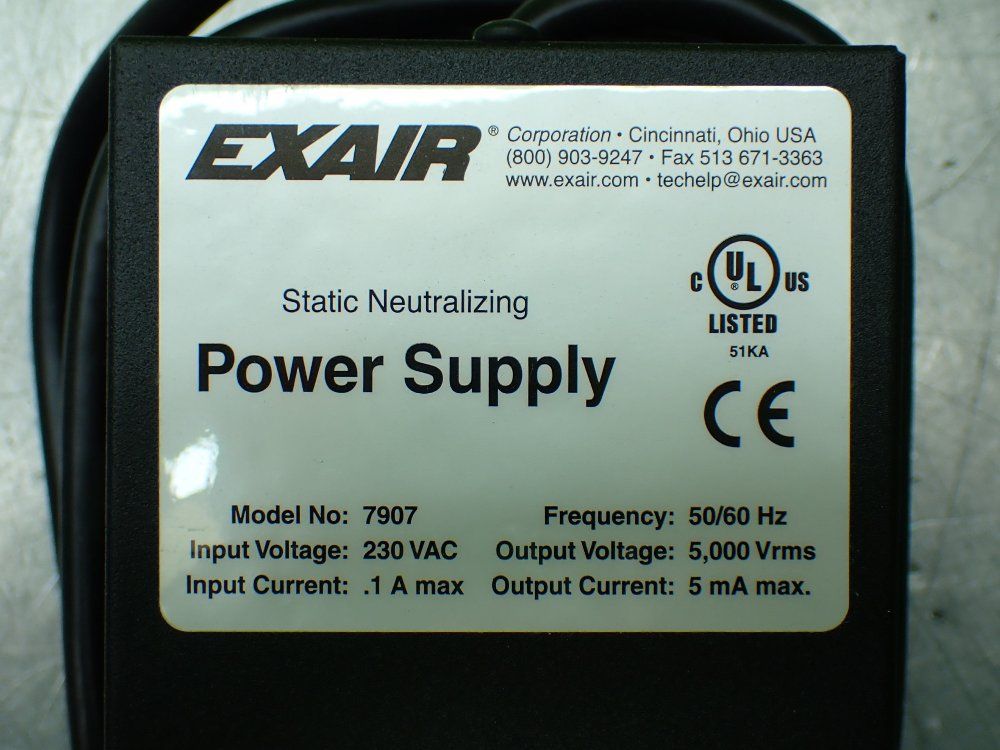 EXAIR® Corporation • Cincinnati, Ohio USA
(800) 903-9247 • Fax 513 671-3363
www.exair.com • techelp@exair.com
C UL® US
LISTED
51KA
CE
Static Neutralizing
Power Supply
Model No: 7907 Frequency: 50/60 Hz
Input Voltage: 230 VAC Output Voltage: 5,000 Vrms
Input Current: .1 A max Output Current: 5 mA max.